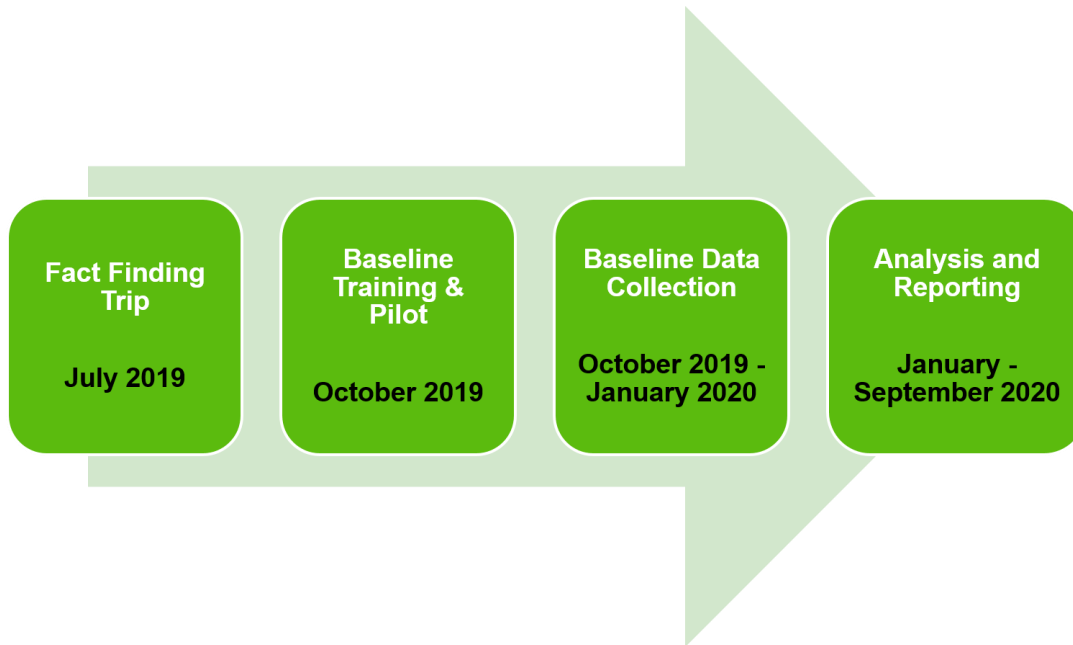 Fact Finding
Trip
July 2019
Baseline
Training &
Pilot
October 2019
Baseline Data
Collection
October 2019 -
January 2020
Analysis and
Reporting
January -
September 2020